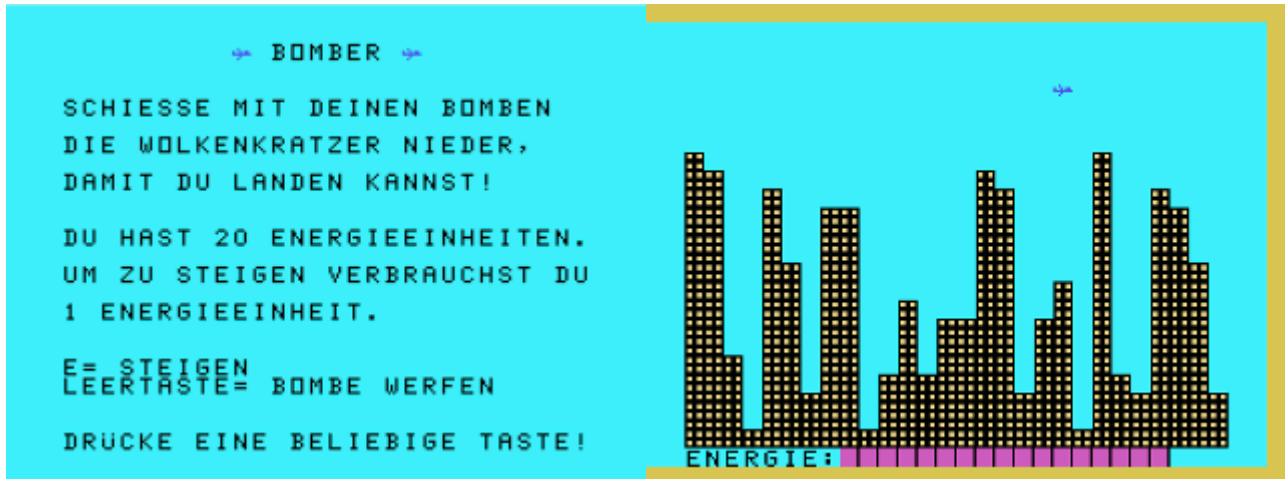 BOMBER
SCHIESSE MIT DEINEN BOMBEN
DIE WOLKENKRATZER NIEDER,
DAMIT DU LANDEN KANNST!
DU HAST 20 ENERGIEEINHEITEN.
UM ZU STEIGEN VERBRAUCHST DU
1 ENERGIEEINHEIT.
E= STEIGEN
LEERTASTE= BOMBE WERFEN
DRÜCKE EINE BELIEBIGE TASTE!
ENERGIE: